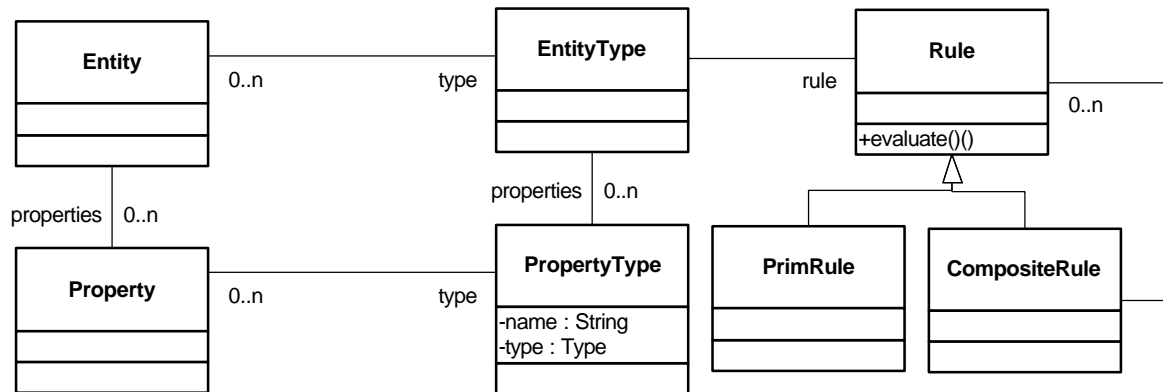 Entity
0..n
type
EntityType
rule
Rule
0..n
+evaluate()()
properties 0..n
properties 0..n
Property
0..n
type
PropertyType
-name : String
-type : Type
PrimRule
CompositeRule